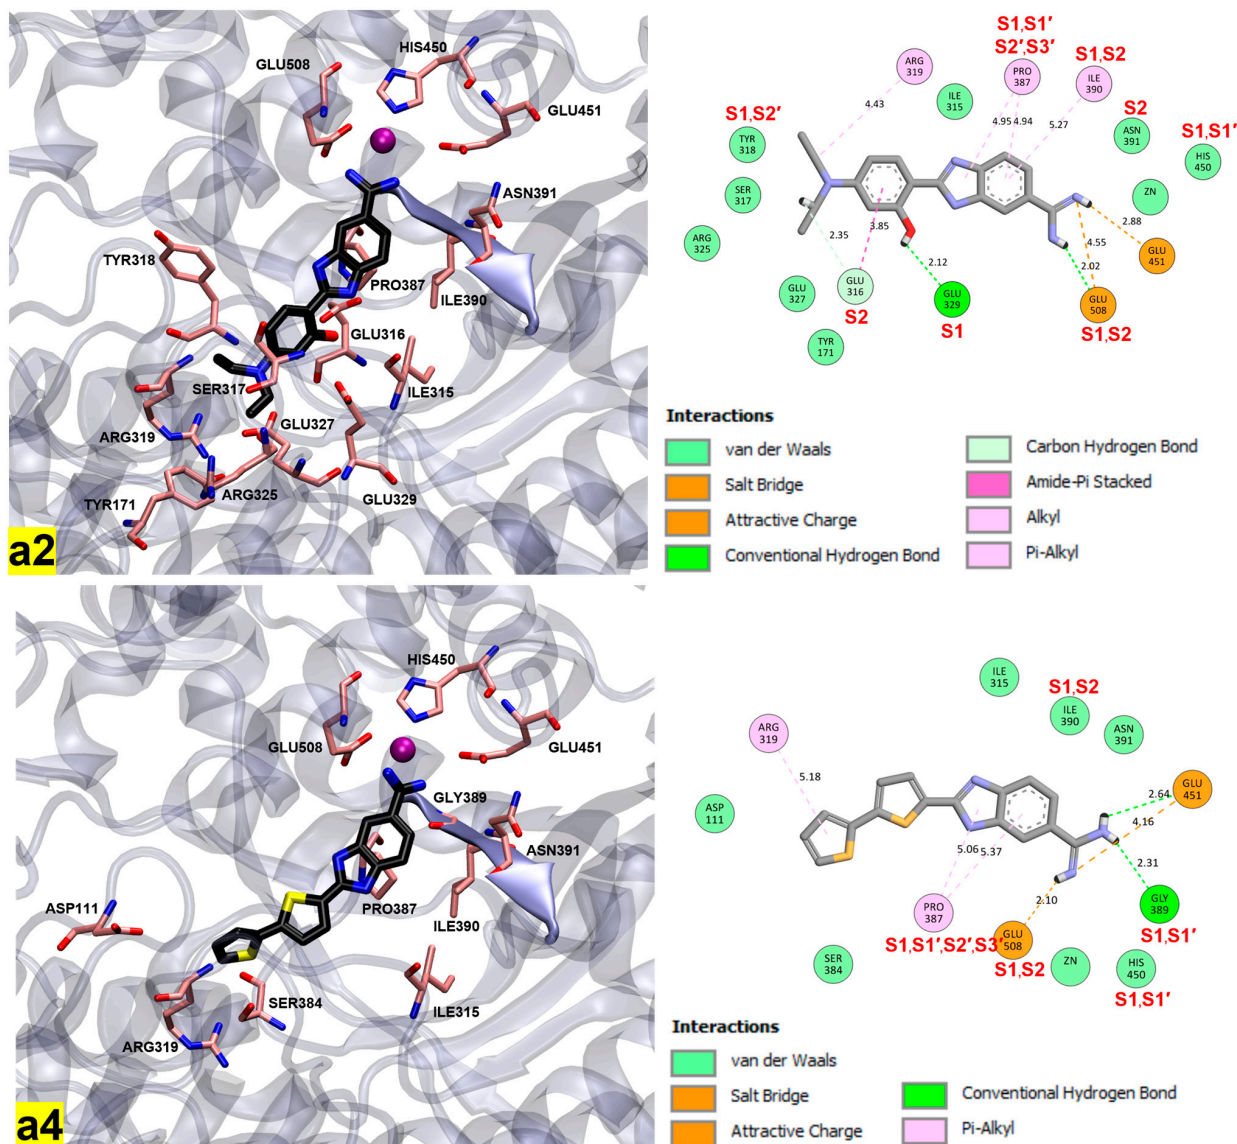 GLU508
HIS450
GLU451
ASN391
TYR318
PRO387
ILE390
GLU316
SER317
ILE315
GLU327
ARG319
GLU329
ARG325
TYR171
a2
S1,S1′
S2′,S3′
S1,S2
ARG
319
PRO
387
ILE
390
ILE
315
S2
S1,S2′
ASN
391
S1,S1′
4.43
4.95
4.94
5.27
TYR
318
HIS
450
SER
317
ZN
2.88
ARG
325
2.35
3.85
4.55
GLU
451
2.12
2.02
GLU
327
GLU
316
GLU
329
GLU
508
S2
S1
S1,S2
TYR
171
Interactions
van der Waals
Salt Bridge
Attractive Charge
Conventional Hydrogen Bond
Carbon Hydrogen Bond
Amide-Pi Stacked
Alkyl
Pi-Alkyl
HIS450
GLU508
GLU451
GLY389
ASN391
ASP111
PRO387
ILE390
SER384
ILE315
ARG319
a4
ILE
315
S1,S2
ILE
390
ARG
319
ASN
391
GLU
451
5.18
2.64
4.16
ASP
111
5.06
5.37
2.31
2.10
PRO
387
GLY
389
S1,S1′,S2′,S3′
GLU
508
S1,S1′
S1,S2
SER
384
ZN
HIS
450
S1,S1′
Interactions
van der Waals
Salt Bridge
Attractive Charge
Conventional Hydrogen Bond
Pi-Alkyl